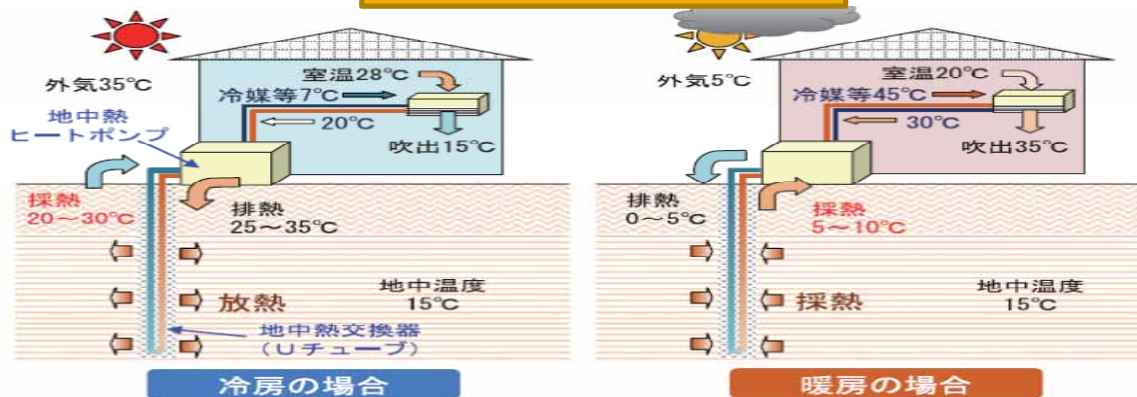 外気35℃
室温28℃
冷媒等7℃
20℃
吹出15℃
地中熱
ヒートポンプ
採熱
20～30℃
排熱
25～35℃
放熱
地中温度
15℃
地中熱交換器
(Uチューブ)
冷房の場合
外気5℃
室温20℃
冷媒等45℃
30℃
吹出35℃
排熱
0～5℃
採熱
5～10℃
採熱
地中温度
15℃
暖房の場合